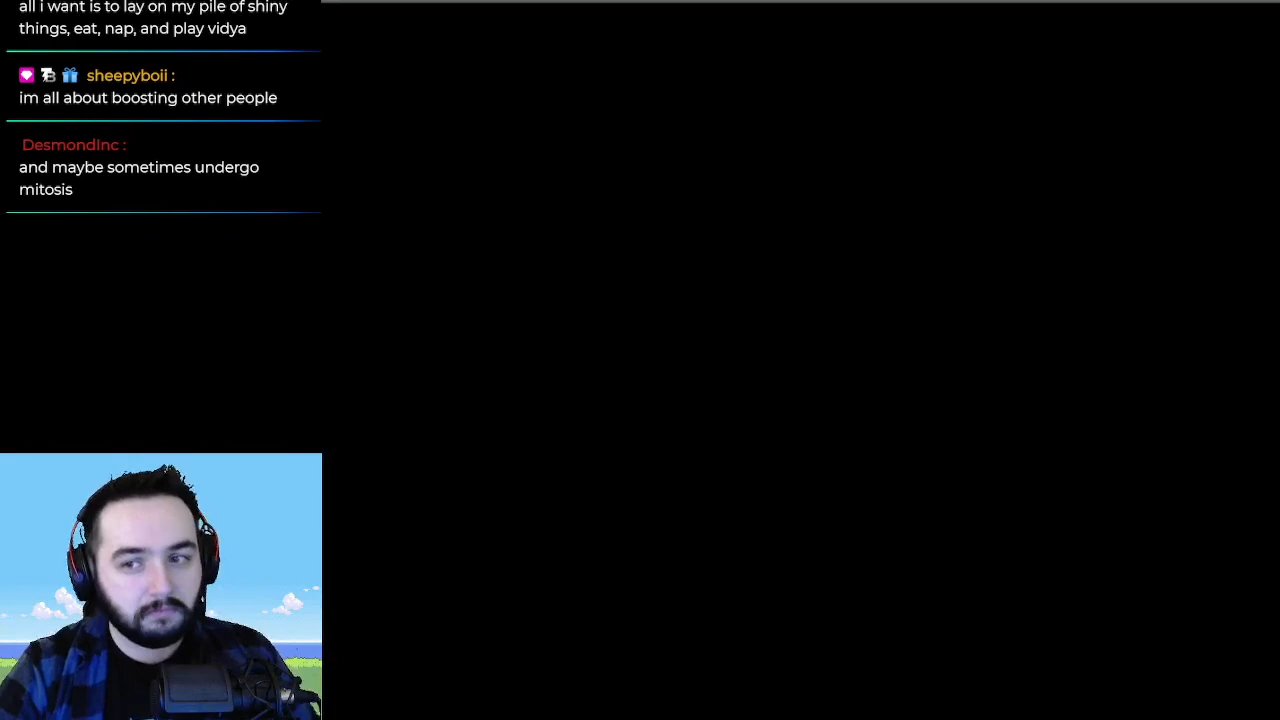 all i want is to lay on my pile of shiny
things, eat, nap, and play vidya
sheepyboii :
im all about boosting other people
DesmondInc :
and maybe sometimes undergo
mitosis